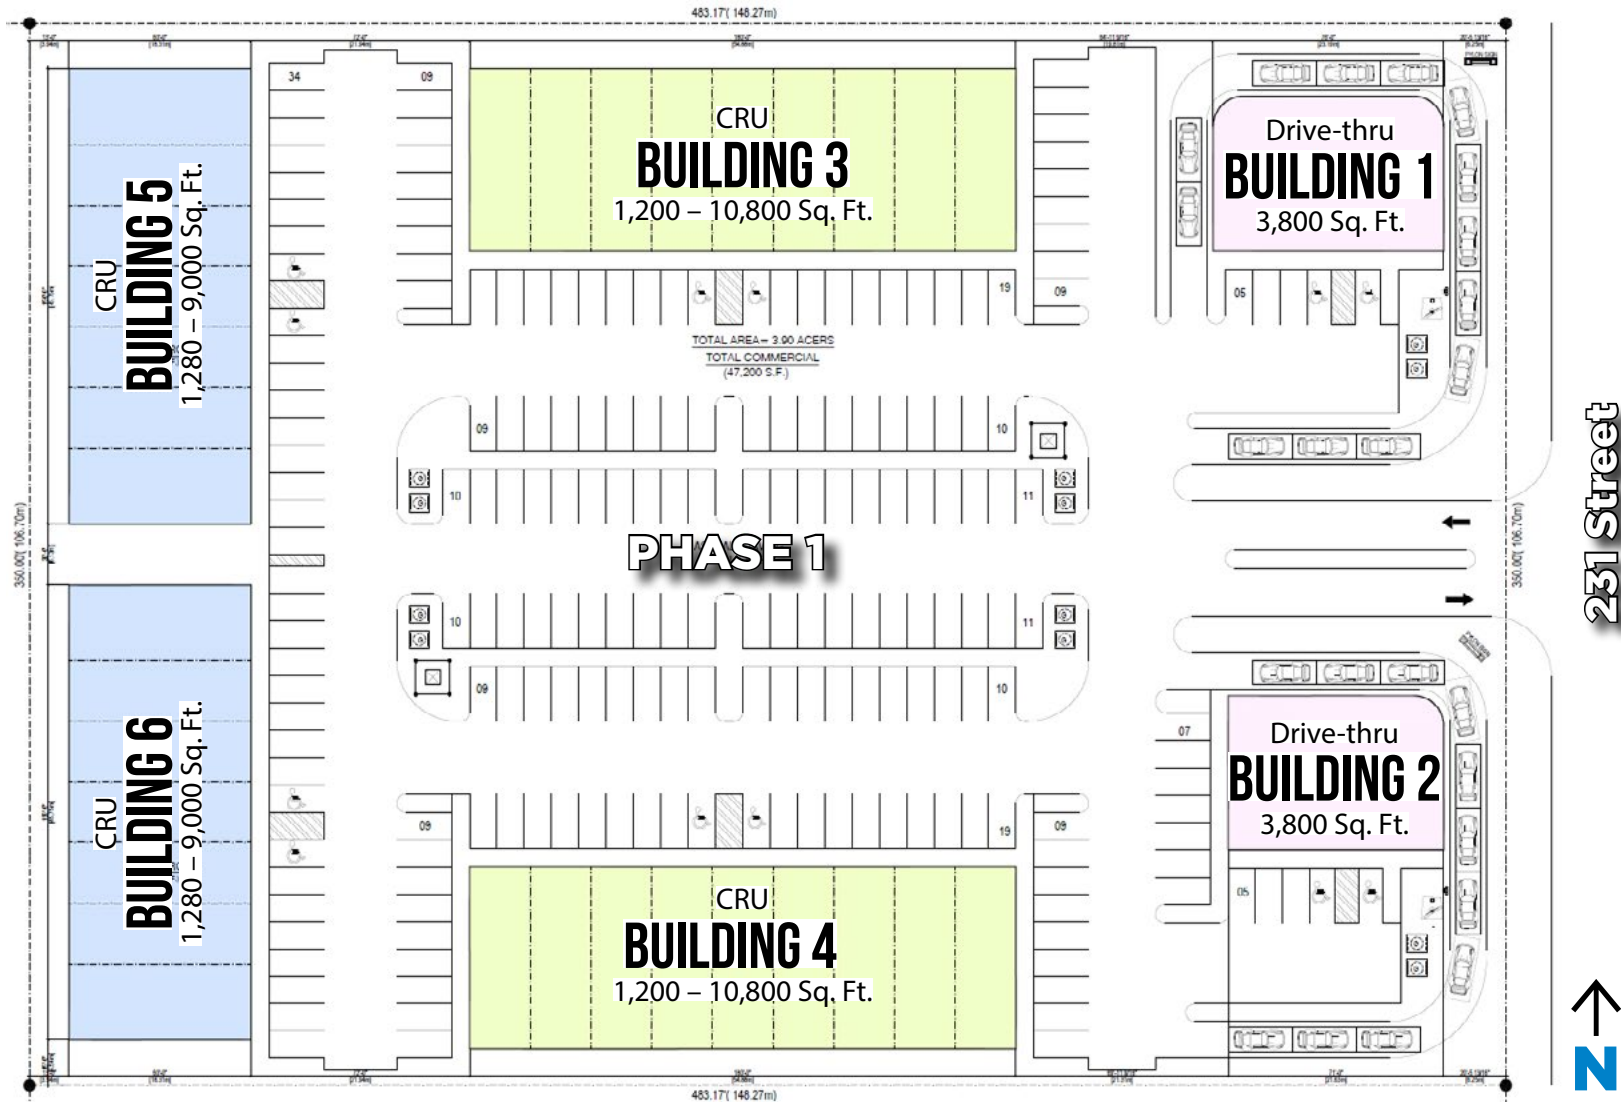 483.17'( 148.27m)
34
09
CRU
BUILDING 3
1,200 – 10,800 Sq. Ft.
Drive-thru
BUILDING 1
3,800 Sq. Ft.
CRU
BUILDING 5
1,280 – 9,000 Sq. Ft.
19
09
05
TOTAL AREA= 3.90 ACERS
TOTAL COMMERCIAL
(47,200 S.F.)
09
10
10
11
231 Street
350.00'( 106.70m)
PHASE 1
350.00'( 106.70m)
10
11
09
10
07
CRU
BUILDING 6
1,280 – 9,000 Sq. Ft.
Drive-thru
BUILDING 2
3,800 Sq. Ft.
09
19
09
05
CRU
BUILDING 4
1,200 – 10,800 Sq. Ft.
N
483.17'( 148.27m)